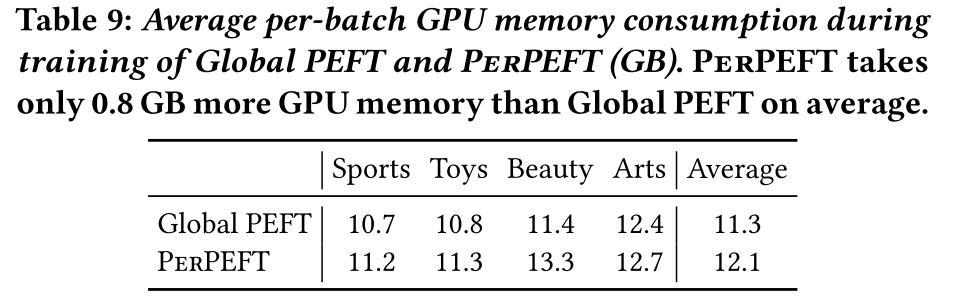 Table 9: Average per-batch GPU memory consumption during
training of Global PEFT and PERPEFT (GB). PERPEFT takes
only 0.8 GB more GPU memory than Global PEFT on average.
Sports Toys Beauty Arts Average
Global PEFT 10.7 10.8 11.4 12.4 11.3
PERPEFT 11.2 11.3 13.3 12.7 12.1